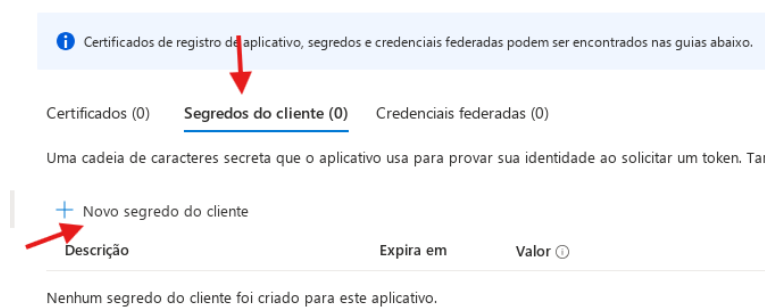 Certificados de registro de aplicativo, segredos e credenciais federadas podem ser encontrados nas guias abaixo.
Certificados (0) Segredos do cliente (0) Credenciais federadas (0)
Uma cadeia de caracteres secreta que o aplicativo usa para provar sua identidade ao solicitar um token.
Novo segredo do cliente
Descrição Expira em Valor
Nenhum segredo do cliente foi criado para este aplicativo.